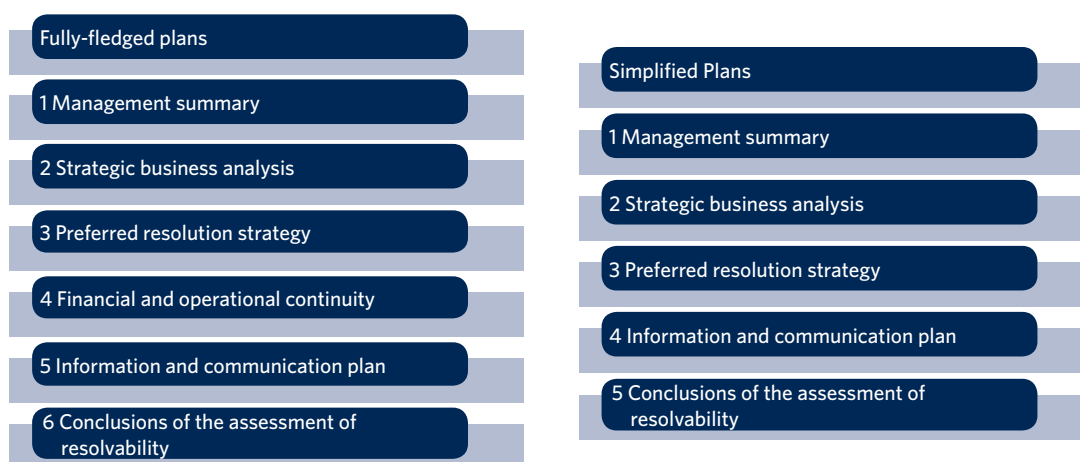 Fully-fledged plans
1 Management summary
2 Strategic business analysis
3 Preferred resolution strategy
4 Financial and operational continuity
5 Information and communication plan
6 Conclusions of the assessment of
resolvability
Simplified Plans
1 Management summary
2 Strategic business analysis
3 Preferred resolution strategy
4 Information and communication plan
5 Conclusions of the assessment of
resolvability